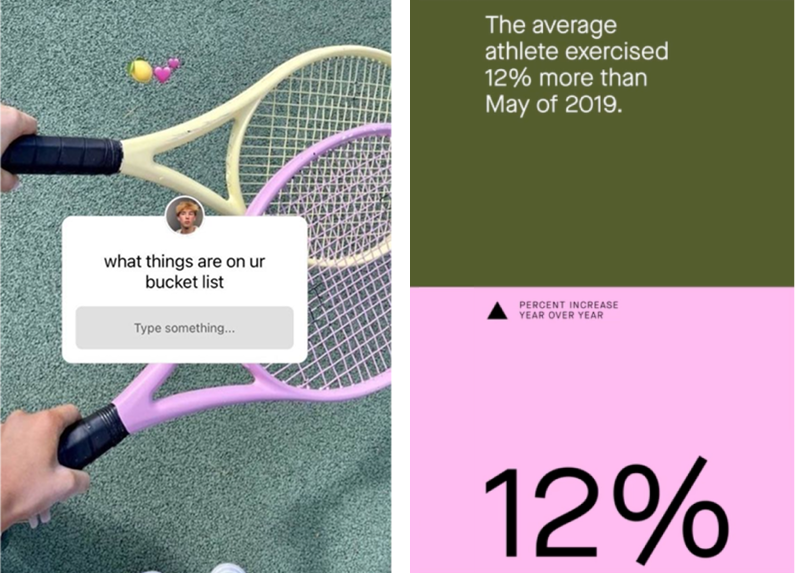 what things are on ur
bucket list
Type something...
The average
athlete exercised
12% more than
May of 2019.
PERCENT INCREASE
YEAR OVER YEAR
12%